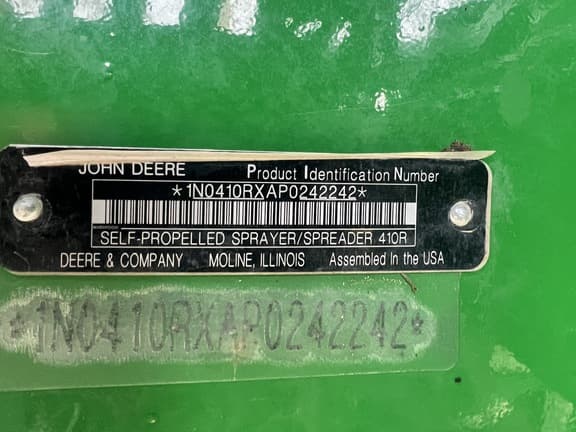 JOHN DEERE Product Identification Number
*1N0410RXAP0242242*
SELF-PROPELLED SPRAYER/SPREADER 410R
DEERE & COMPANY MOLINE, ILLINOIS Assembled in the USA
*1N0410RXAP0242242*